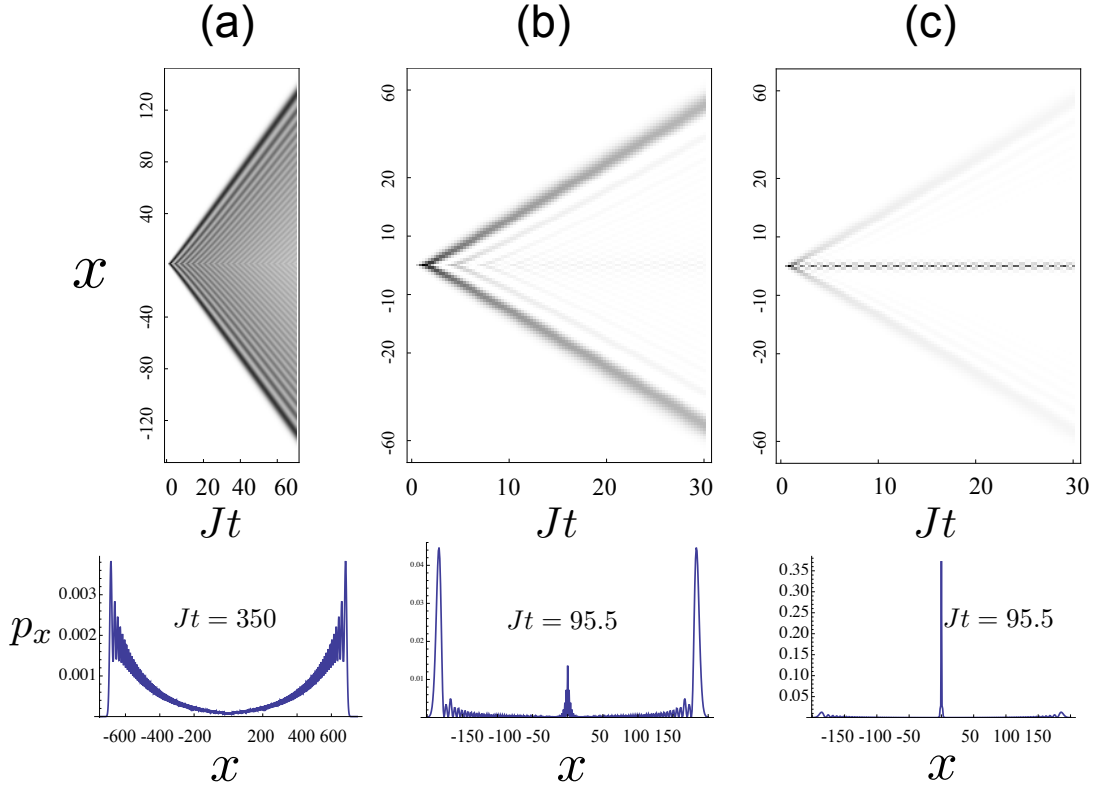 (a) (b) (c)
x
120
80
40
-40
-80
-120
0 20 40 60
Jt
60
20
10
-10
-20
-60
0 10 20 30
Jt
60
20
10
-10
-20
-60
0 10 20 30
Jt
p_x
0.003
0.002
0.001
Jt = 350
-600 -400 -200 200 400 600
x
0.04
0.03
0.02
0.01
Jt = 95.5
-150 -100 -50 50 100 150
x
0.35
0.30
0.25
0.20
0.15
0.10
0.05
Jt = 95.5
-150 -100 -50 50 100 150
x